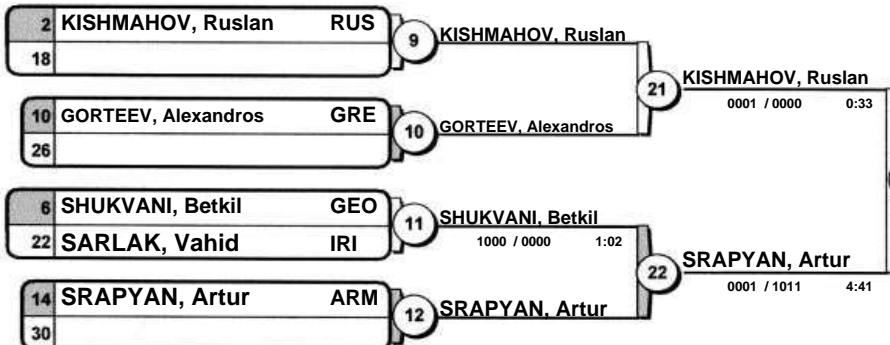 2 KISHMAHOV, Ruslan RUS
18
9 KISHMAHOV, Ruslan
10 GORTEEV, Alexandros GRE
26
10 GORTEEV, Alexandros
21 KISHMAHOV, Ruslan
0001 / 0000 0:33
6 SHUKVANI, Betkil GEO
22 SARLAK, Vahid IRI
11 SHUKVANI, Betkil
1000 / 0000 1:02
14 SRAPYAN, Artur ARM
30
12 SRAPYAN, Artur
22 SRAPYAN, Artur
0001 / 1011 4:41